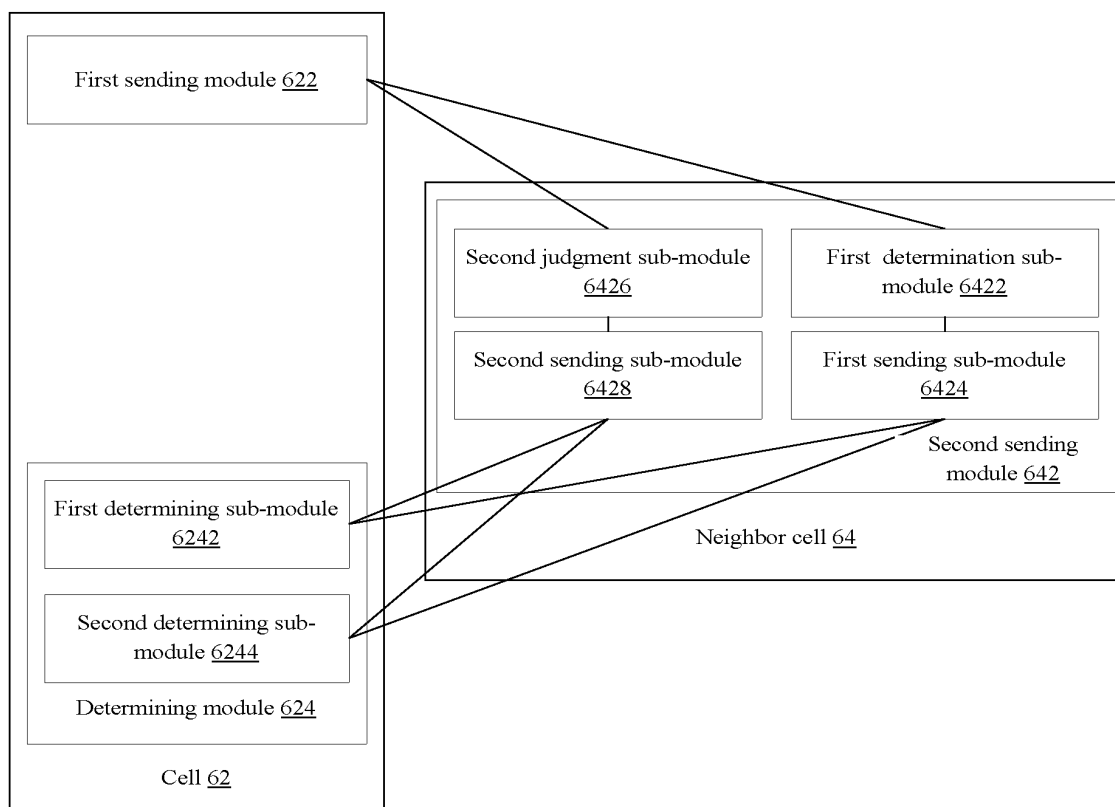 First sending module 622
Second judgment sub-module
6426
First determination sub-
module 6422
Second sending sub-module
6428
First sending sub-module
6424
Second sending
module 642
Neighbor cell 64
First determining sub-module
6242
Second determining sub-
module 6244
Determining module 624
Cell 62